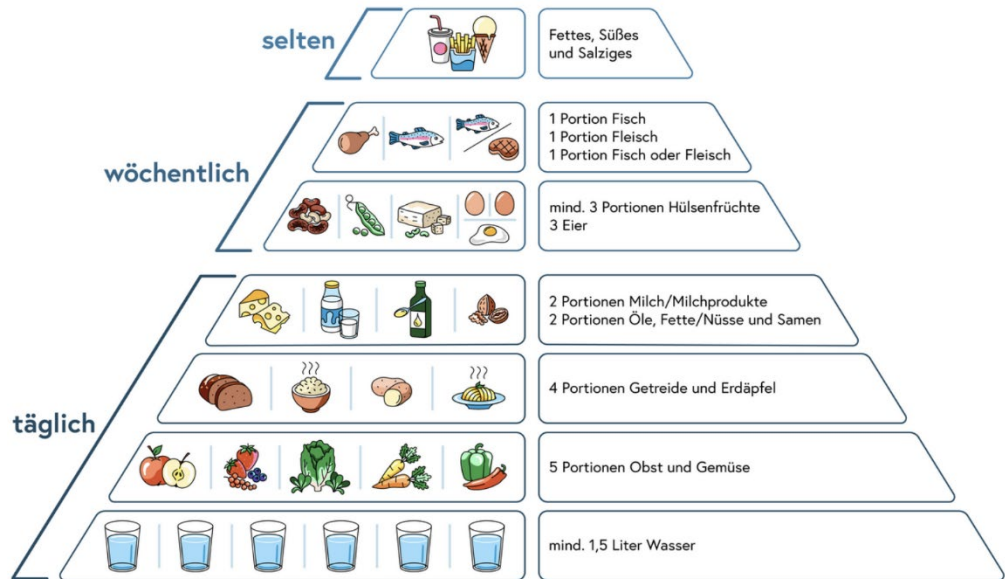 selten
Fettes, Süßes
und Salziges
wöchentlich
1 Portion Fisch
1 Portion Fleisch
1 Portion Fisch oder Fleisch
mind. 3 Portionen Hülsenfrüchte
3 Eier
täglich
2 Portionen Milch/Milchprodukte
2 Portionen Öle, Fette/Nüsse und Samen
4 Portionen Getreide und Erdäpfel
5 Portionen Obst und Gemüse
mind. 1,5 Liter Wasser